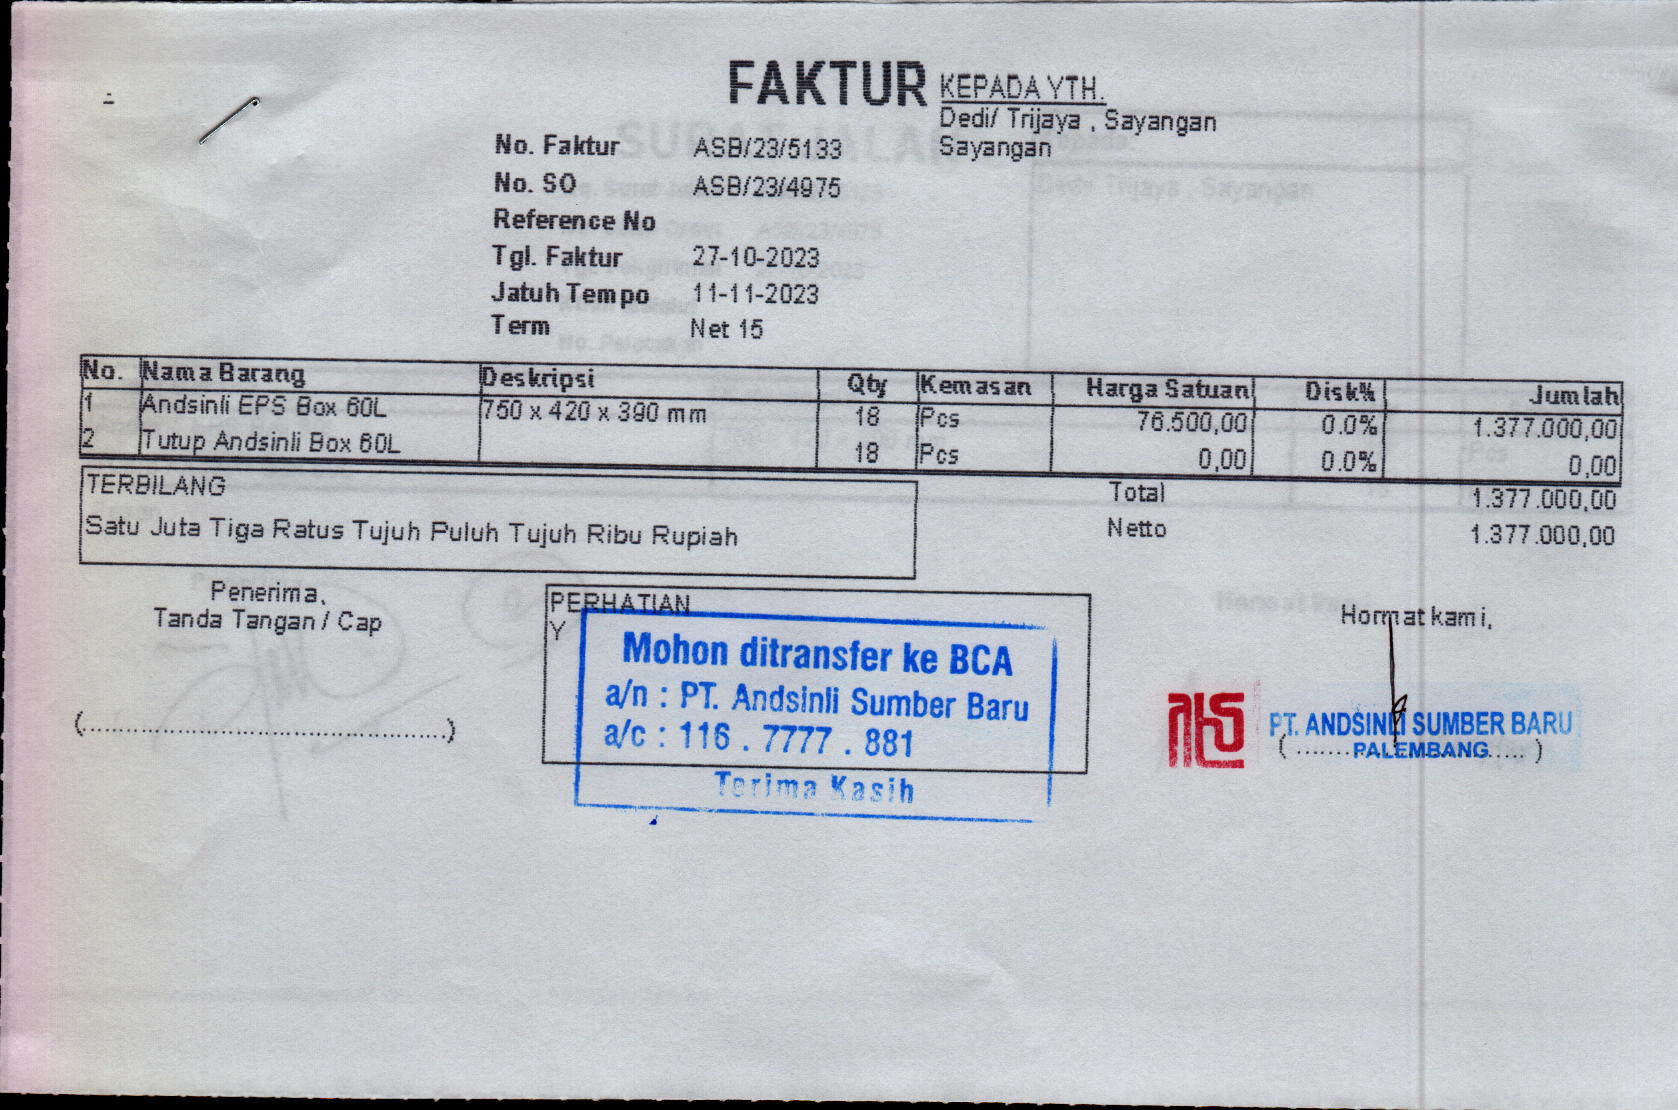 FAKTUR
KEPADA YTH.
Dedi/ Trijaya , Sayangan
Sayangan
No. Faktur ASB/23/5133
No. SO ASB/23/4975
Reference No
Tgl. Faktur 27-10-2023
Jatuh Tempo 11-11-2023
Term Net 15
No. Nama Barang Deskripsi Qty Kemasan Harga Satuan Disk% Jumlah
1 Andsinli EPS Box 60L 750 x 420 x 390 mm 18 Pcs 76.500,00 0.0% 1.377.000,00
2 Tutup Andsinli Box 60L 18 Pcs 0,00 0.0% 0,00
TERBILANG
Satu Juta Tiga Ratus Tujuh Puluh Tujuh Ribu Rupiah
Total 1.377.000,00
Netto 1.377.000,00
Penerima,
Tanda Tangan / Cap
(................................................)
PERHATIAN
Y
Mohon ditransfer ke BCA
a/n : PT. Andsinli Sumber Baru
a/c : 116 . 7777 . 881
Terima Kasih
Hormat kami,
PT. ANDSINLI SUMBER BARU
PALEMBANG